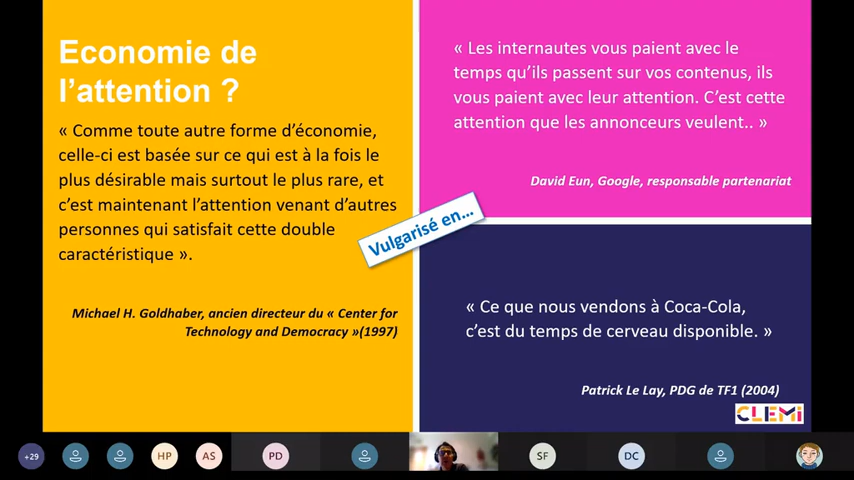 Economie de
l'attention ?
« Comme toute autre forme d'économie,
celle-ci est basée sur ce qui est à la fois le
plus désirable mais surtout le plus rare, et
c'est maintenant l'attention venant d'autres
personnes qui satisfait cette double
caractéristique ».
Michael H. Goldhaber, ancien directeur du « Center for
Technology and Democracy »(1997)
Vulgarisé en...
« Les internautes vous paient avec le
temps qu'ils passent sur vos contenus, ils
vous paient avec leur attention. C'est cette
attention que les annonceurs veulent.. »
David Eun, Google, responsable partenariat
« Ce que nous vendons à Coca-Cola,
c'est du temps de cerveau disponible. »
Patrick Le Lay, PDG de TF1 (2004)
CLEMI
+29
HP
AS
PD
SF
DC